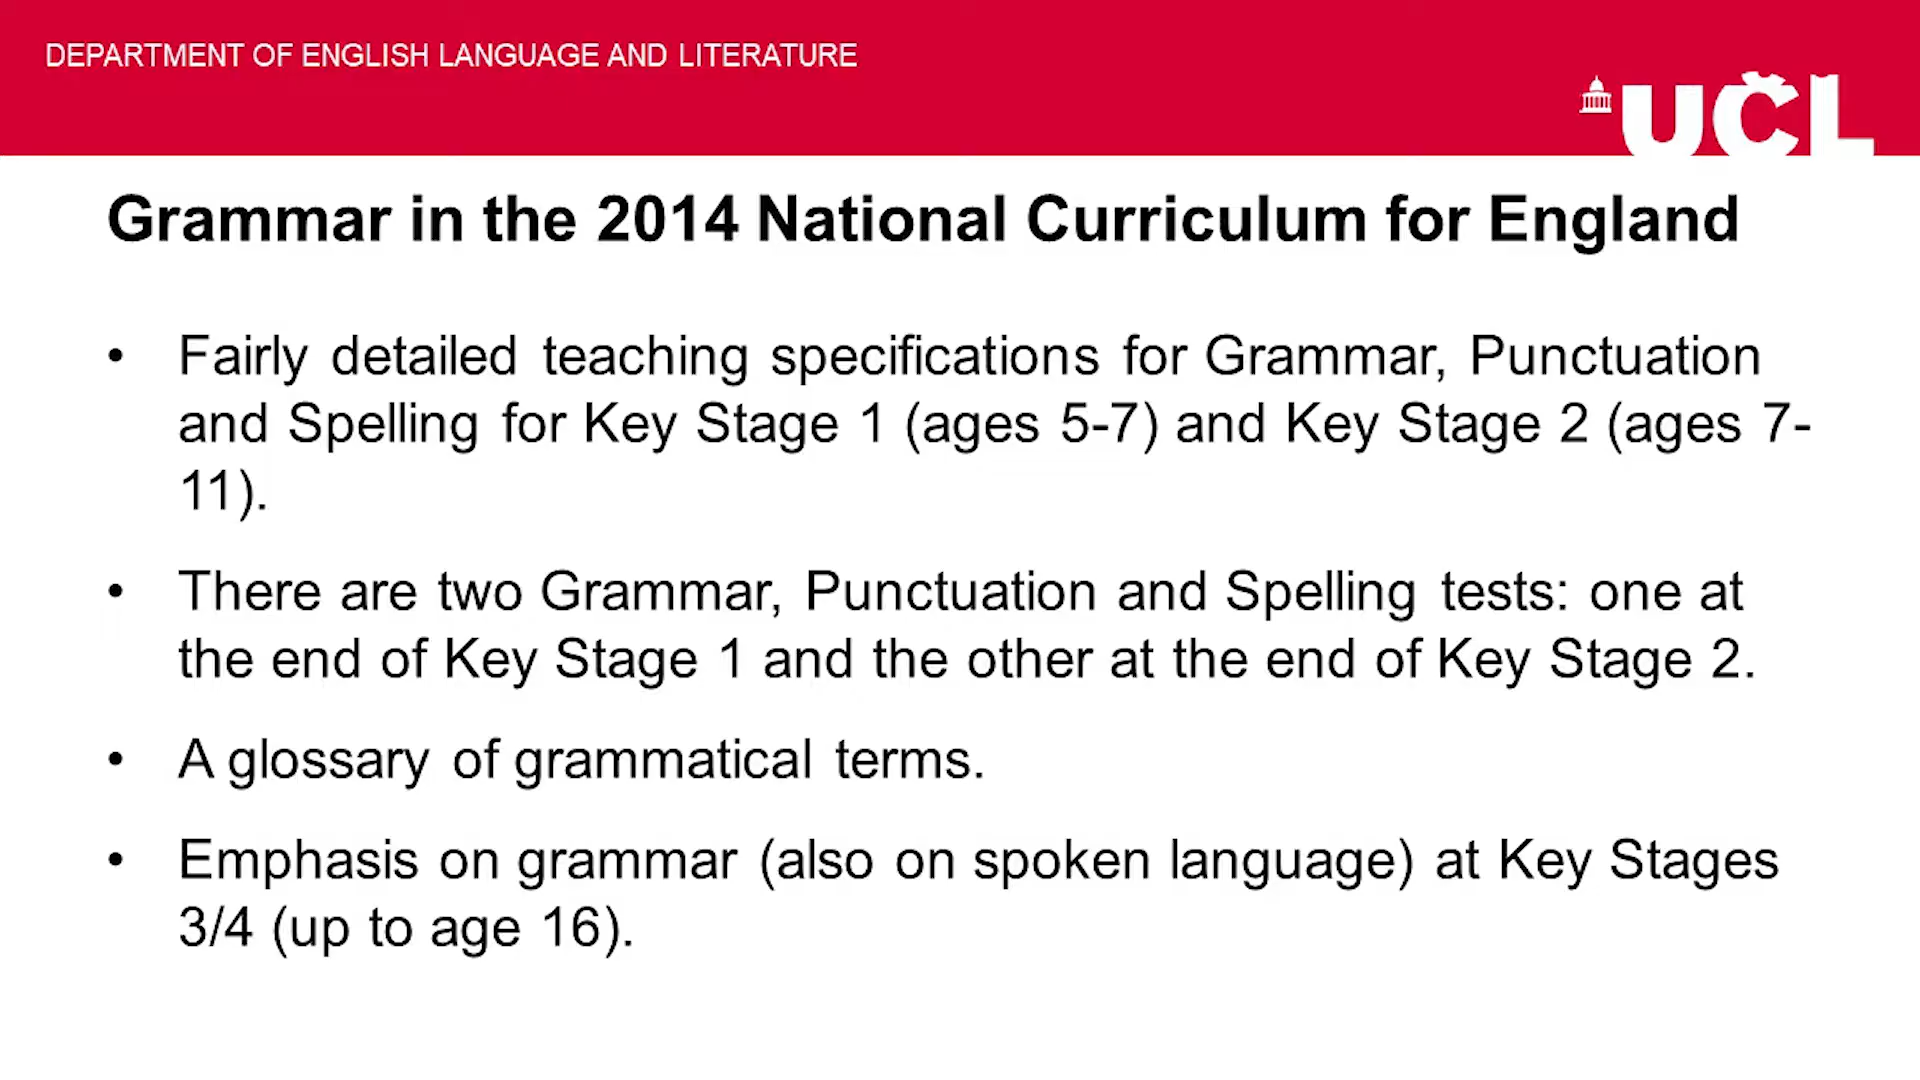 DEPARTMENT OF ENGLISH LANGUAGE AND LITERATURE
UCL
Grammar in the 2014 National Curriculum for England
• Fairly detailed teaching specifications for Grammar, Punctuation
and Spelling for Key Stage 1 (ages 5-7) and Key Stage 2 (ages 7-
11).
• There are two Grammar, Punctuation and Spelling tests: one at
the end of Key Stage 1 and the other at the end of Key Stage 2.
• A glossary of grammatical terms.
• Emphasis on grammar (also on spoken language) at Key Stages
3/4 (up to age 16).